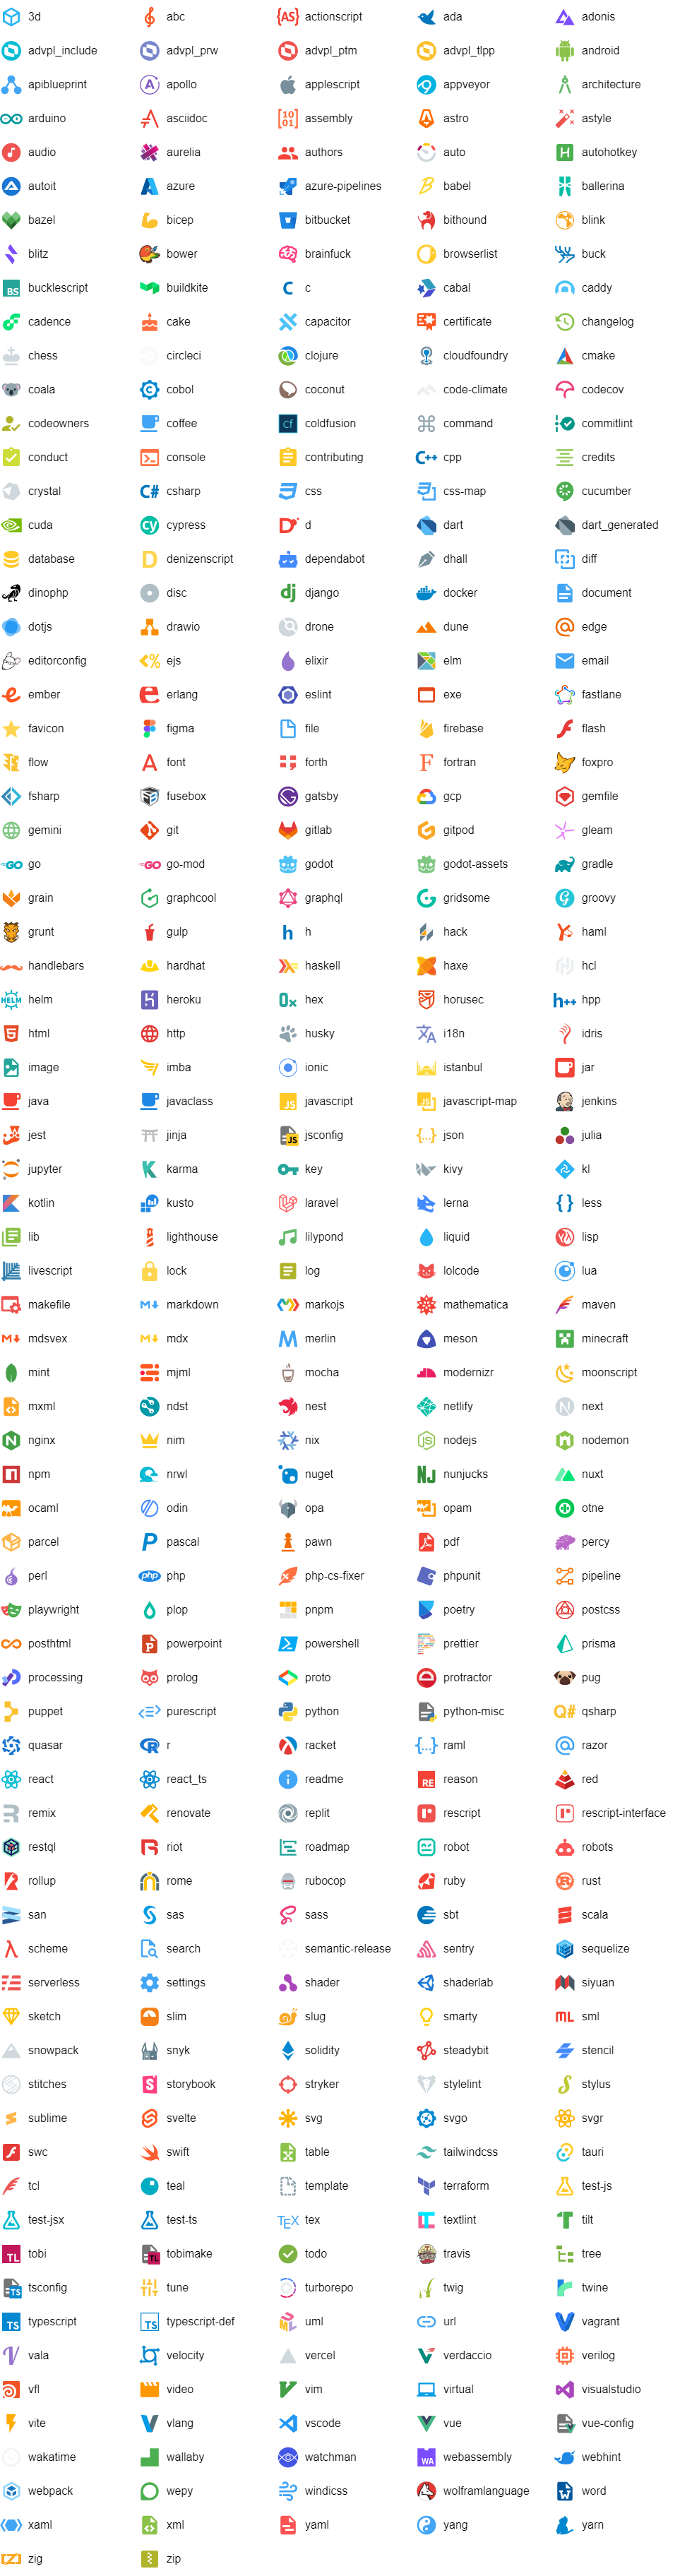 3d abc actionscript ada adonis
advpl_include advpl_prw advpl_ptm advpl_tlpp android
apiblueprint apollo applescript appveyor architecture
arduino asciidoc assembly astro astyle
audio aurelia authors auto autohotkey
autoit azure azure-pipelines babel ballerina
bazel bicep bitbucket bithound blink
blitz bower brainfuck browserlist buck
bucklescript buildkite c cabal caddy
cadence cake capacitor certificate changelog
chess circleci clojure cloudfoundry cmake
coala cobol coconut code-climate codecov
codeowners coffee coldfusion command commitlint
conduct console contributing cpp credits
crystal csharp css css-map cucumber
cuda cypress d dart dart_generated
database denizenscript dependabot dhall diff
dinophp disc django docker document
dotjs drawio drone dune edge
editorconfig ejs elixir elm email
ember erlang eslint exe fastlane
favicon figma file firebase flash
flow font forth fortran foxpro
fsharp fusebox gatsby gcp gemfile
gemini git gitlab gitpod gleam
go go-mod godot godot-assets gradle
grain graphcool graphql gridsome groovy
grunt gulp h hack haml
handlebars hardhat haskell haxe hcl
helm heroku hex horusec hpp
html http husky i18n idris
image imba ionic istanbul jar
java javaclass javascript javascript-map jenkins
jest jinja jsconfig json julia
jupyter karma key kivy kl
kotlin kusto laravel lerna less
lib lighthouse lilypond liquid lisp
livescript lock log lolcode lua
makefile markdown markojs mathematica maven
mdsvex mdx merlin meson minecraft
mint mjml mocha modernizr moonscript
mxml ndst nest netlify next
nginx nim nix nodejs nodemon
npm nrwl nuget nunjucks nuxt
ocaml odin opa opam otne
parcel pascal pawn pdf percy
perl php php-cs-fixer phpunit pipeline
playwright plop pnpm poetry postcss
posthtml powerpoint powershell prettier prisma
processing prolog proto protractor pug
puppet purescript python python-misc qsharp
quasar r racket raml razor
react react_ts readme reason red
remix renovate replit rescript rescript-interface
restql riot roadmap robot robots
rollup rome rubocop ruby rust
san sas sass sbt scala
scheme search semantic-release sentry sequelize
serverless settings shader shaderlab siyuan
sketch slim slug smarty sml
snowpack snyk solidity steadybit stencil
stitches storybook stryker stylelint stylus
sublime svelte svg svgo svgr
swc swift table tailwindcss tauri
tcl teal template terraform test-js
test-jsx test-ts tex textlint tilt
tobi tobimake todo travis tree
tsconfig tune turborepo twig twine
typescript typescript-def uml url vagrant
vala velocity vercel verdaccio verilog
vfl video vim virtual visualstudio
vite vlang vscode vue vue-config
wakatime wallaby watchman webassembly webhint
webpack wepy windicss wolframlanguage word
xaml xml yaml yang yarn
zig zip